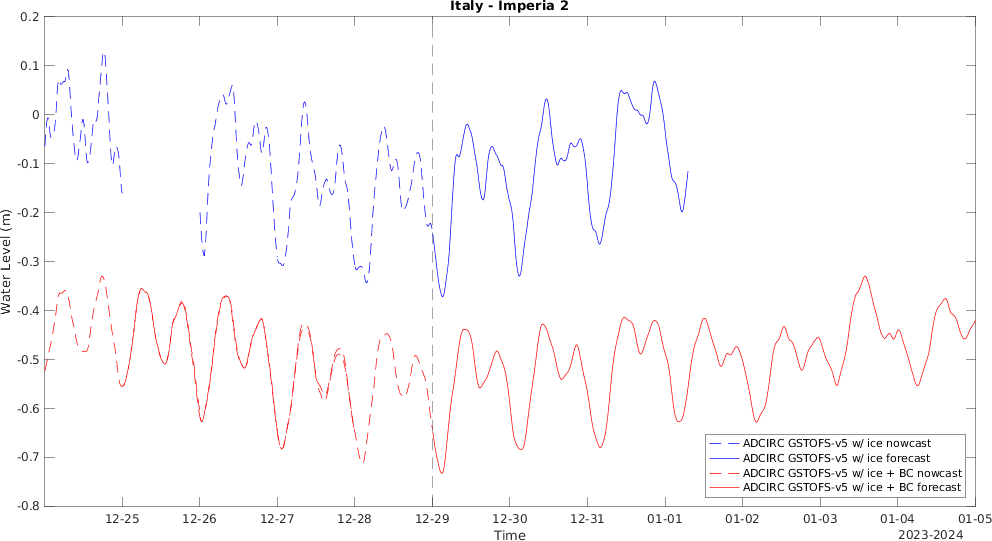 Italy - Imperia 2
0.2
0.1
0
-0.1
-0.2
-0.3
-0.4
-0.5
-0.6
-0.7
-0.8
Water Level (m)
ADCIRC GSTOFS-v5 w/ ice nowcast
ADCIRC GSTOFS-v5 w/ ice forecast
ADCIRC GSTOFS-v5 w/ ice + BC nowcast
ADCIRC GSTOFS-v5 w/ ice + BC forecast
12-25 12-26 12-27 12-28 12-29 12-30 12-31 01-01 01-02 01-03 01-04 01-05
Time
2023-2024